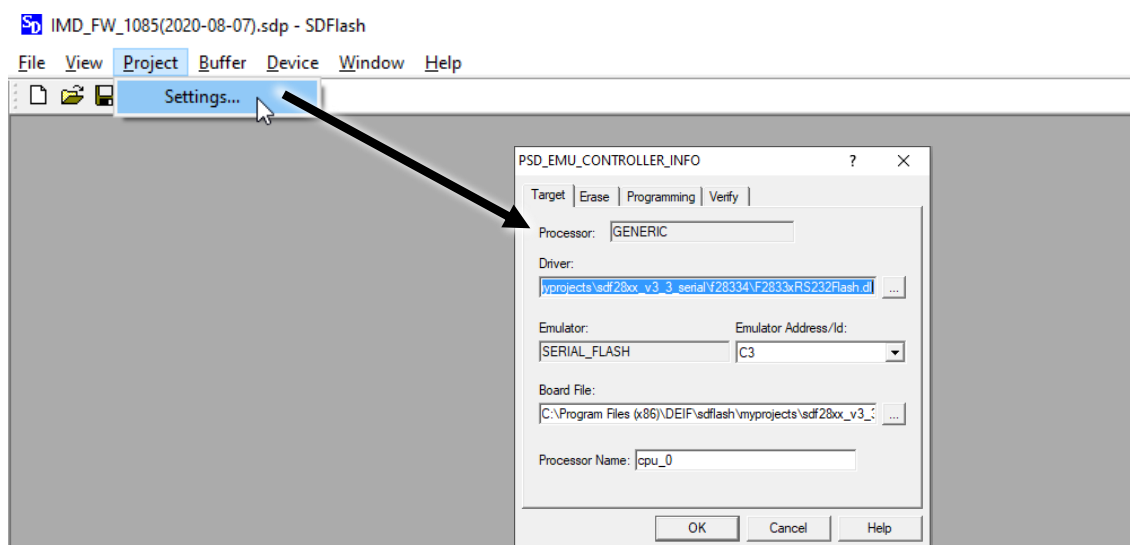 SD IMD_FW_1085(2020-08-07).sdp - SDFlash
File View Project Buffer Device Window Help
Settings...
PSD_EMU_CONTROLLER_INFO ? ×
Target Erase Programming Verify
Processor: GENERIC
Driver:
yprojects\sdf28xx_v3_3_serial\f28334\F2833xRS232Flash.dl ...
Emulator: Emulator Address/Id:
SERIAL_FLASH C3
Board File:
C:\Program Files (x86)\DEIF\sdflash\myprojects\sdf28xx_v3_3 ...
Processor Name: cpu_0
OK Cancel Help